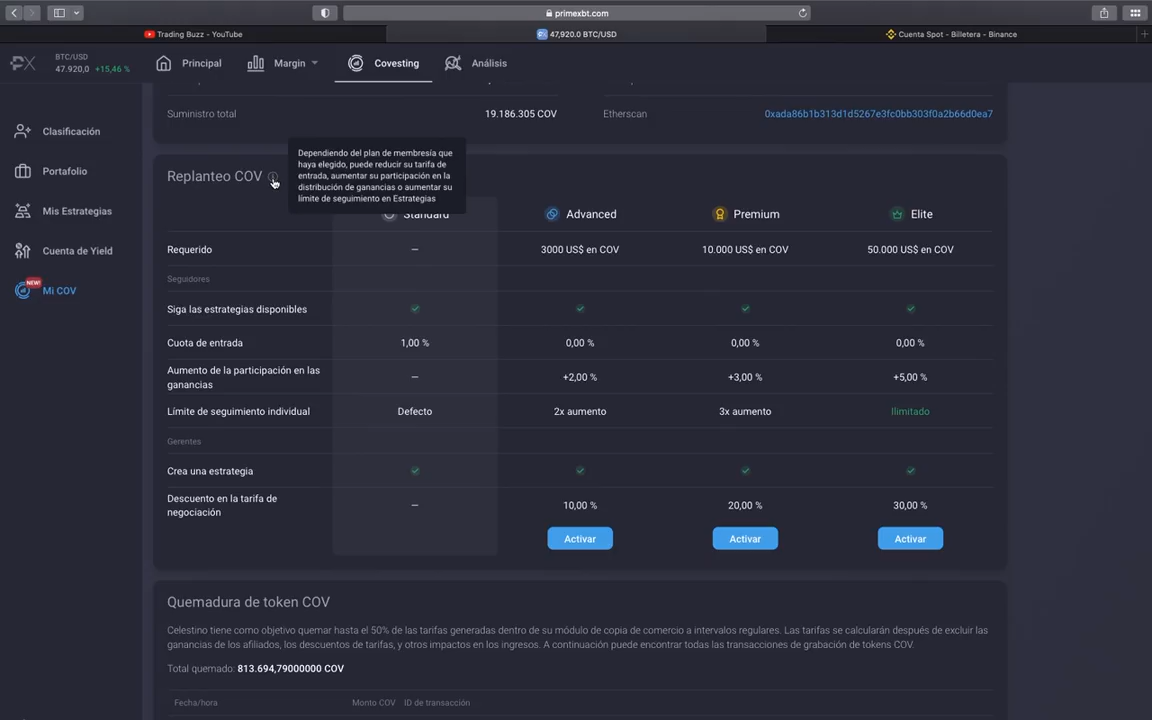 primexbt.com
Trading Buzz - YouTube
47,920.0 BTC/USD
Cuenta Spot - Billetera - Binance
PX
BTC/USD
47.920,0 +15,46 %
Principal
Margin
Covesting
Análisis
Clasificación
Portafolio
Mis Estrategias
Cuenta de Yield
NEW!
Mi COV
Suministro total
19.186.305 COV
Etherscan
0xada86b1b313d1d5267e3fc0bb303f0a2b66d0ea7
Replanteo COV
Dependiendo del plan de membresía que
haya elegido, puede reducir su tarifa de
entrada, aumentar su participación en la
distribución de ganancias o aumentar su
límite de seguimiento en Estrategias
Standard
Advanced
Premium
Elite
Requerido
—
3000 US$ en COV
10.000 US$ en COV
50.000 US$ en COV
Seguidores
Siga las estrategias disponibles
Cuota de entrada
1,00 %
0,00 %
0,00 %
0,00 %
Aumento de la participación en las
ganancias
—
+2,00 %
+3,00 %
+5,00 %
Límite de seguimiento individual
Defecto
2x aumento
3x aumento
Ilimitado
Gerentes
Crea una estrategia
Descuento en la tarifa de
negociación
—
10,00 %
20,00 %
30,00 %
Activar
Activar
Activar
Quemadura de token COV
Celestino tiene como objetivo quemar hasta el 50% de las tarifas generadas dentro de su módulo de copia de comercio a intervalos regulares. Las tarifas se calcularán después de excluir las
ganancias de los afiliados, los descuentos de tarifas, y otros impactos en los ingresos. A continuación puede encontrar todas las transacciones de grabación de tokens COV.
Total quemado: 813.694,79000000 COV
Fecha/hora
Monto COV
ID de transacción